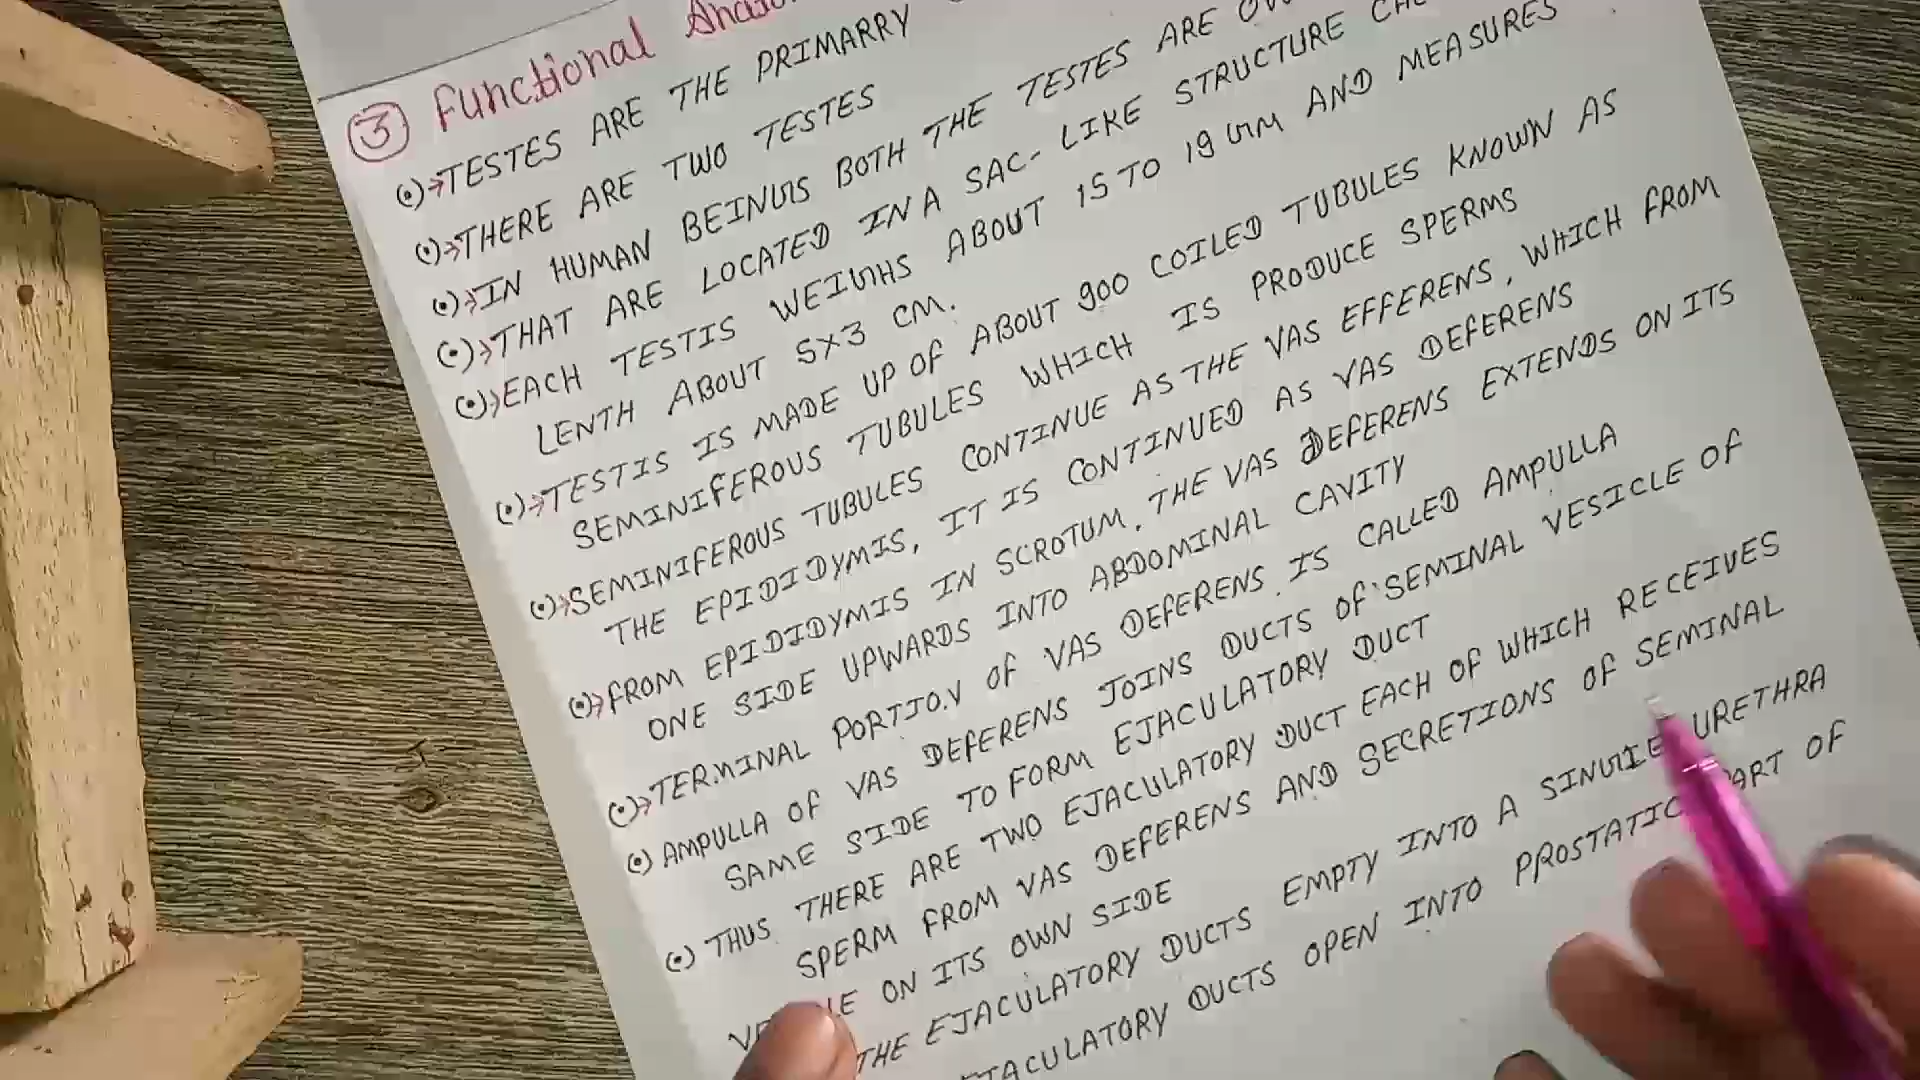 ③ Functional
(•)→TESTES ARE THE PRIMARRY
(•)→THERE ARE TWO TESTES
(•)→IN HUMAN BEINGS BOTH THE TESTES ARE
(•)→THAT ARE LOCATED IN A SAC-LIKE STRUCTURE
(•)→EACH TESTIS WEIGHS ABOUT 15 TO 19 GM AND MEASURES
LENTH ABOUT 5X3 CM.
(•)→TESTIS IS MADE UP OF ABOUT 900 COILED TUBULES KNOWN AS
SEMINIFEROUS TUBULES WHICH IS PRODUCE SPERMS
(•)→SEMINIFEROUS TUBULES CONTINUE AS THE VAS EFFERENS, WHICH FROM
THE EPIDIDYMIS, IT IS CONTINUED AS VAS DEFERENS
(•)→FROM EPIDIDYMIS IN SCROTUM, THE VAS DEFERENS EXTENDS ON ITS
ONE SIDE UPWARDS INTO ABDOMINAL CAVITY
(•)→TERMINAL PORTION OF VAS DEFERENS IS CALLED AMPULLA
(•) AMPULLA OF VAS DEFERENS JOINS DUCTS OF SEMINAL VESICLE OF
SAME SIDE TO FORM EJACULATORY DUCT
(•) THUS THERE ARE TWO EJACULATORY DUCT EACH OF WHICH RECEIVES
SPERM FROM VAS DEFERENS AND SECRETIONS OF SEMINAL
ON ITS OWN SIDE
THE EJACULATORY DUCTS EMPTY INTO A SINGLE URETHRA
DUCTS OPEN INTO PROSTATIC PART OF